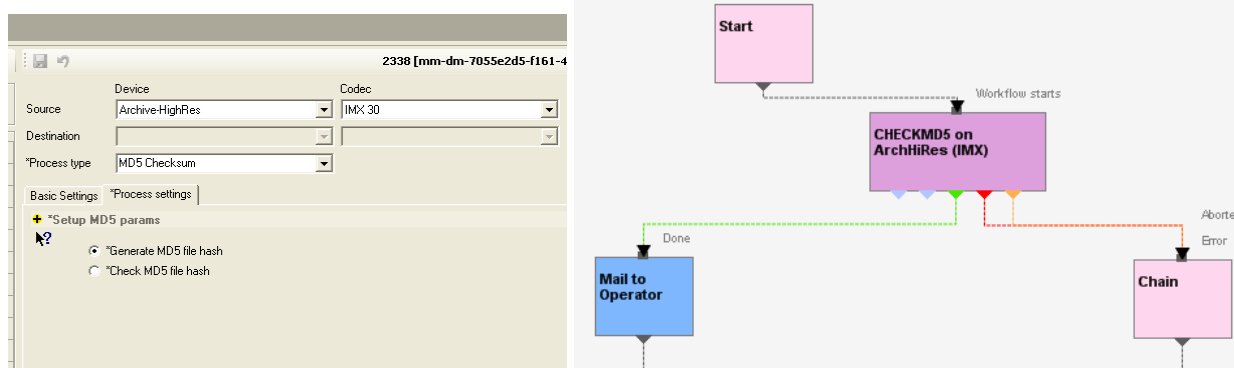 2338 [mm-dm-7055e2d5-f161-4
Device
Codec
Source
Archive-HighRes
IMX 30
Destination
*Process type
MD5 Checksum
Basic Settings
*Process settings
*Setup MD5 params
*Generate MD5 file hash
*Check MD5 file hash
Start
Workflow starts
CHECKMD5 on
ArchHiRes (IMX)
Done
Aborte
Error
Mail to
Operator
Chain